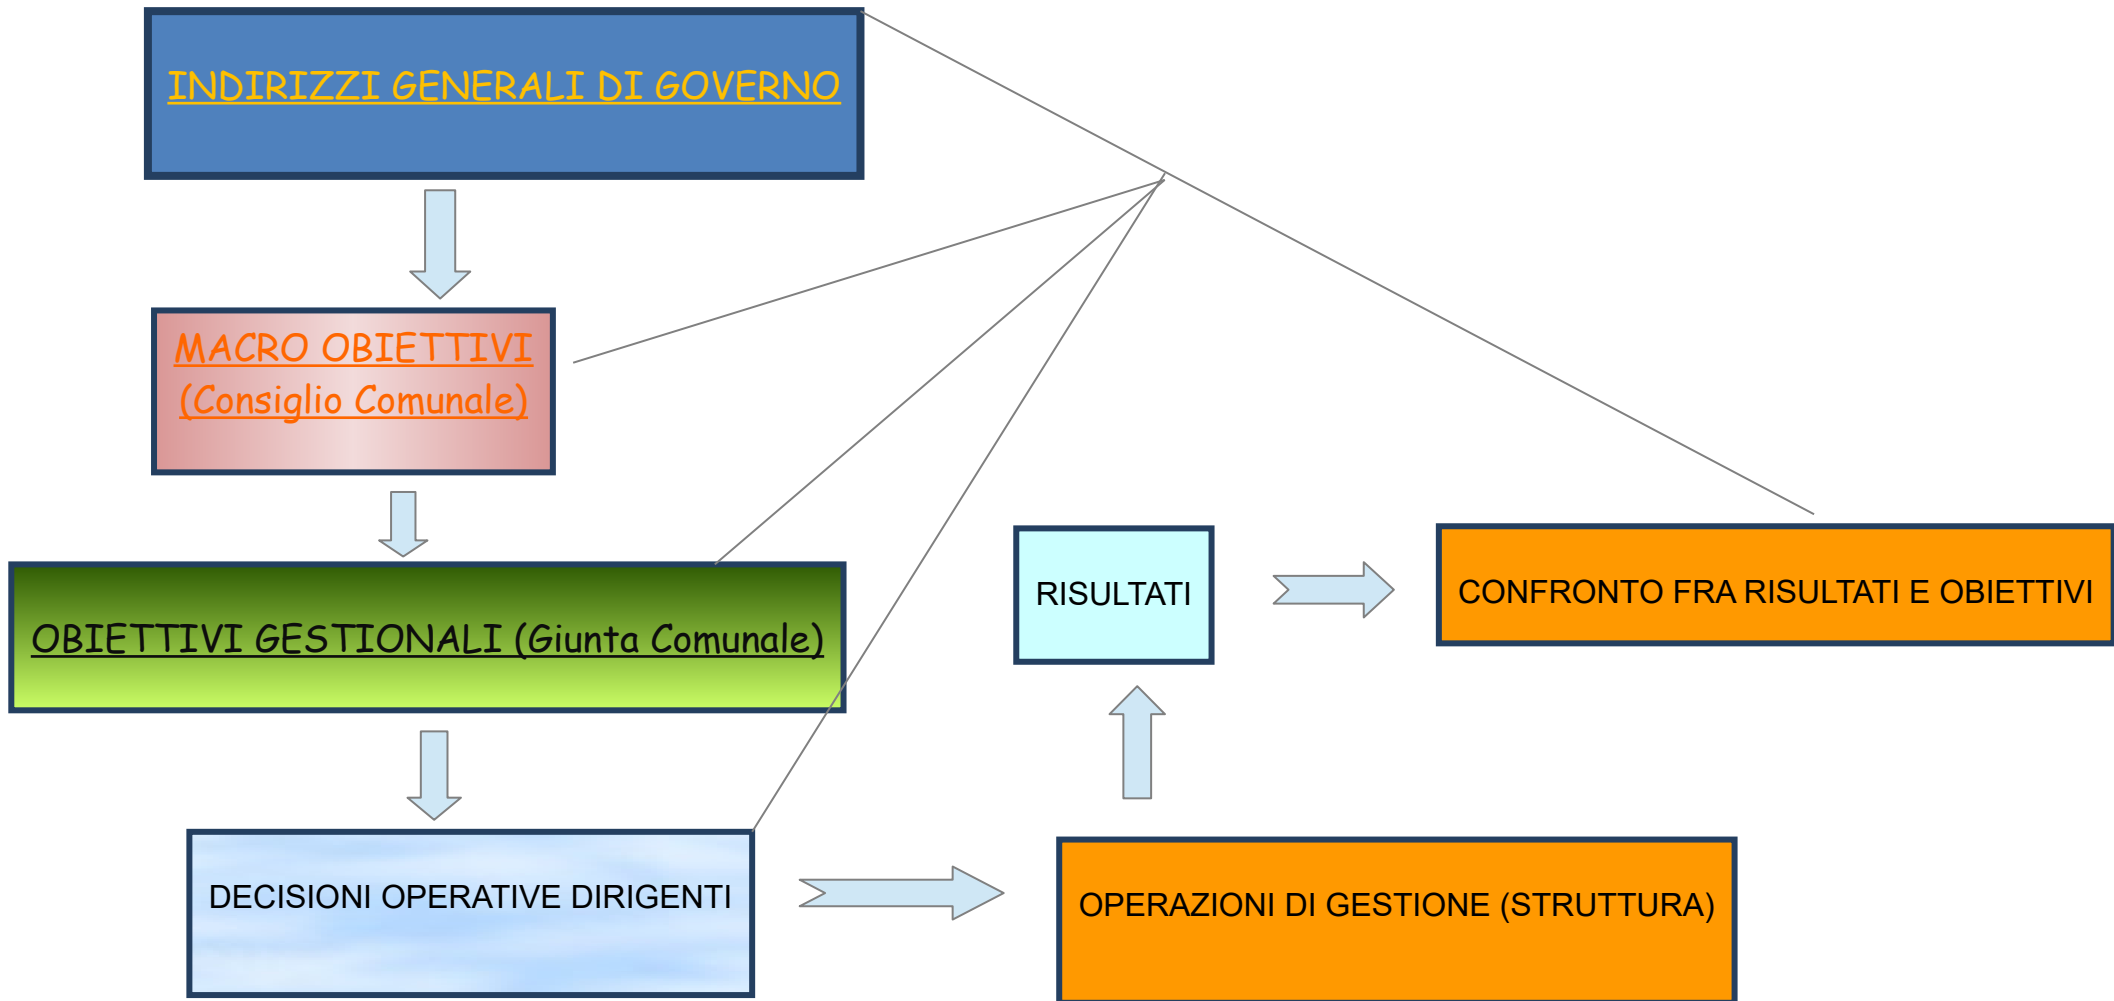 INDIRIZZI GENERALI DI GOVERNO
MACRO OBIETTIVI
(Consiglio Comunale)
OBIETTIVI GESTIONALI (Giunta Comunale)
RISULTATI
CONFRONTO FRA RISULTATI E OBIETTIVI
DECISIONI OPERATIVE DIRIGENTI
OPERAZIONI DI GESTIONE (STRUTTURA)